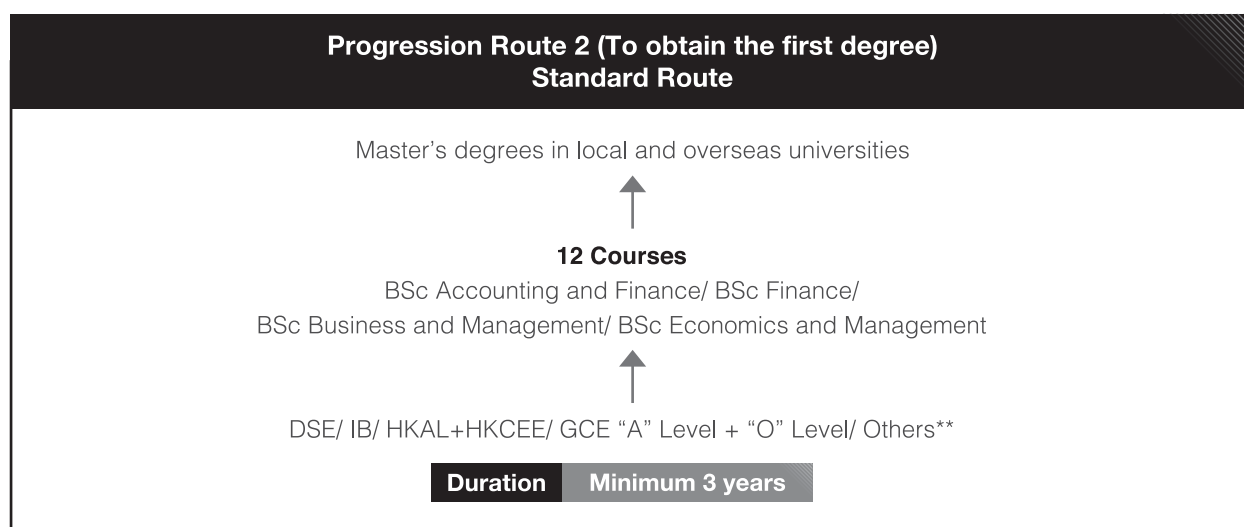 Progression Route 2 (To obtain the first degree)
Standard Route
Master’s degrees in local and overseas universities
12 Courses
BSc Accounting and Finance/ BSc Finance/
BSc Business and Management/ BSc Economics and Management
DSE/ IB/ HKAL+HKCEE/ GCE “A” Level + “O” Level/ Others**
Duration Minimum 3 years